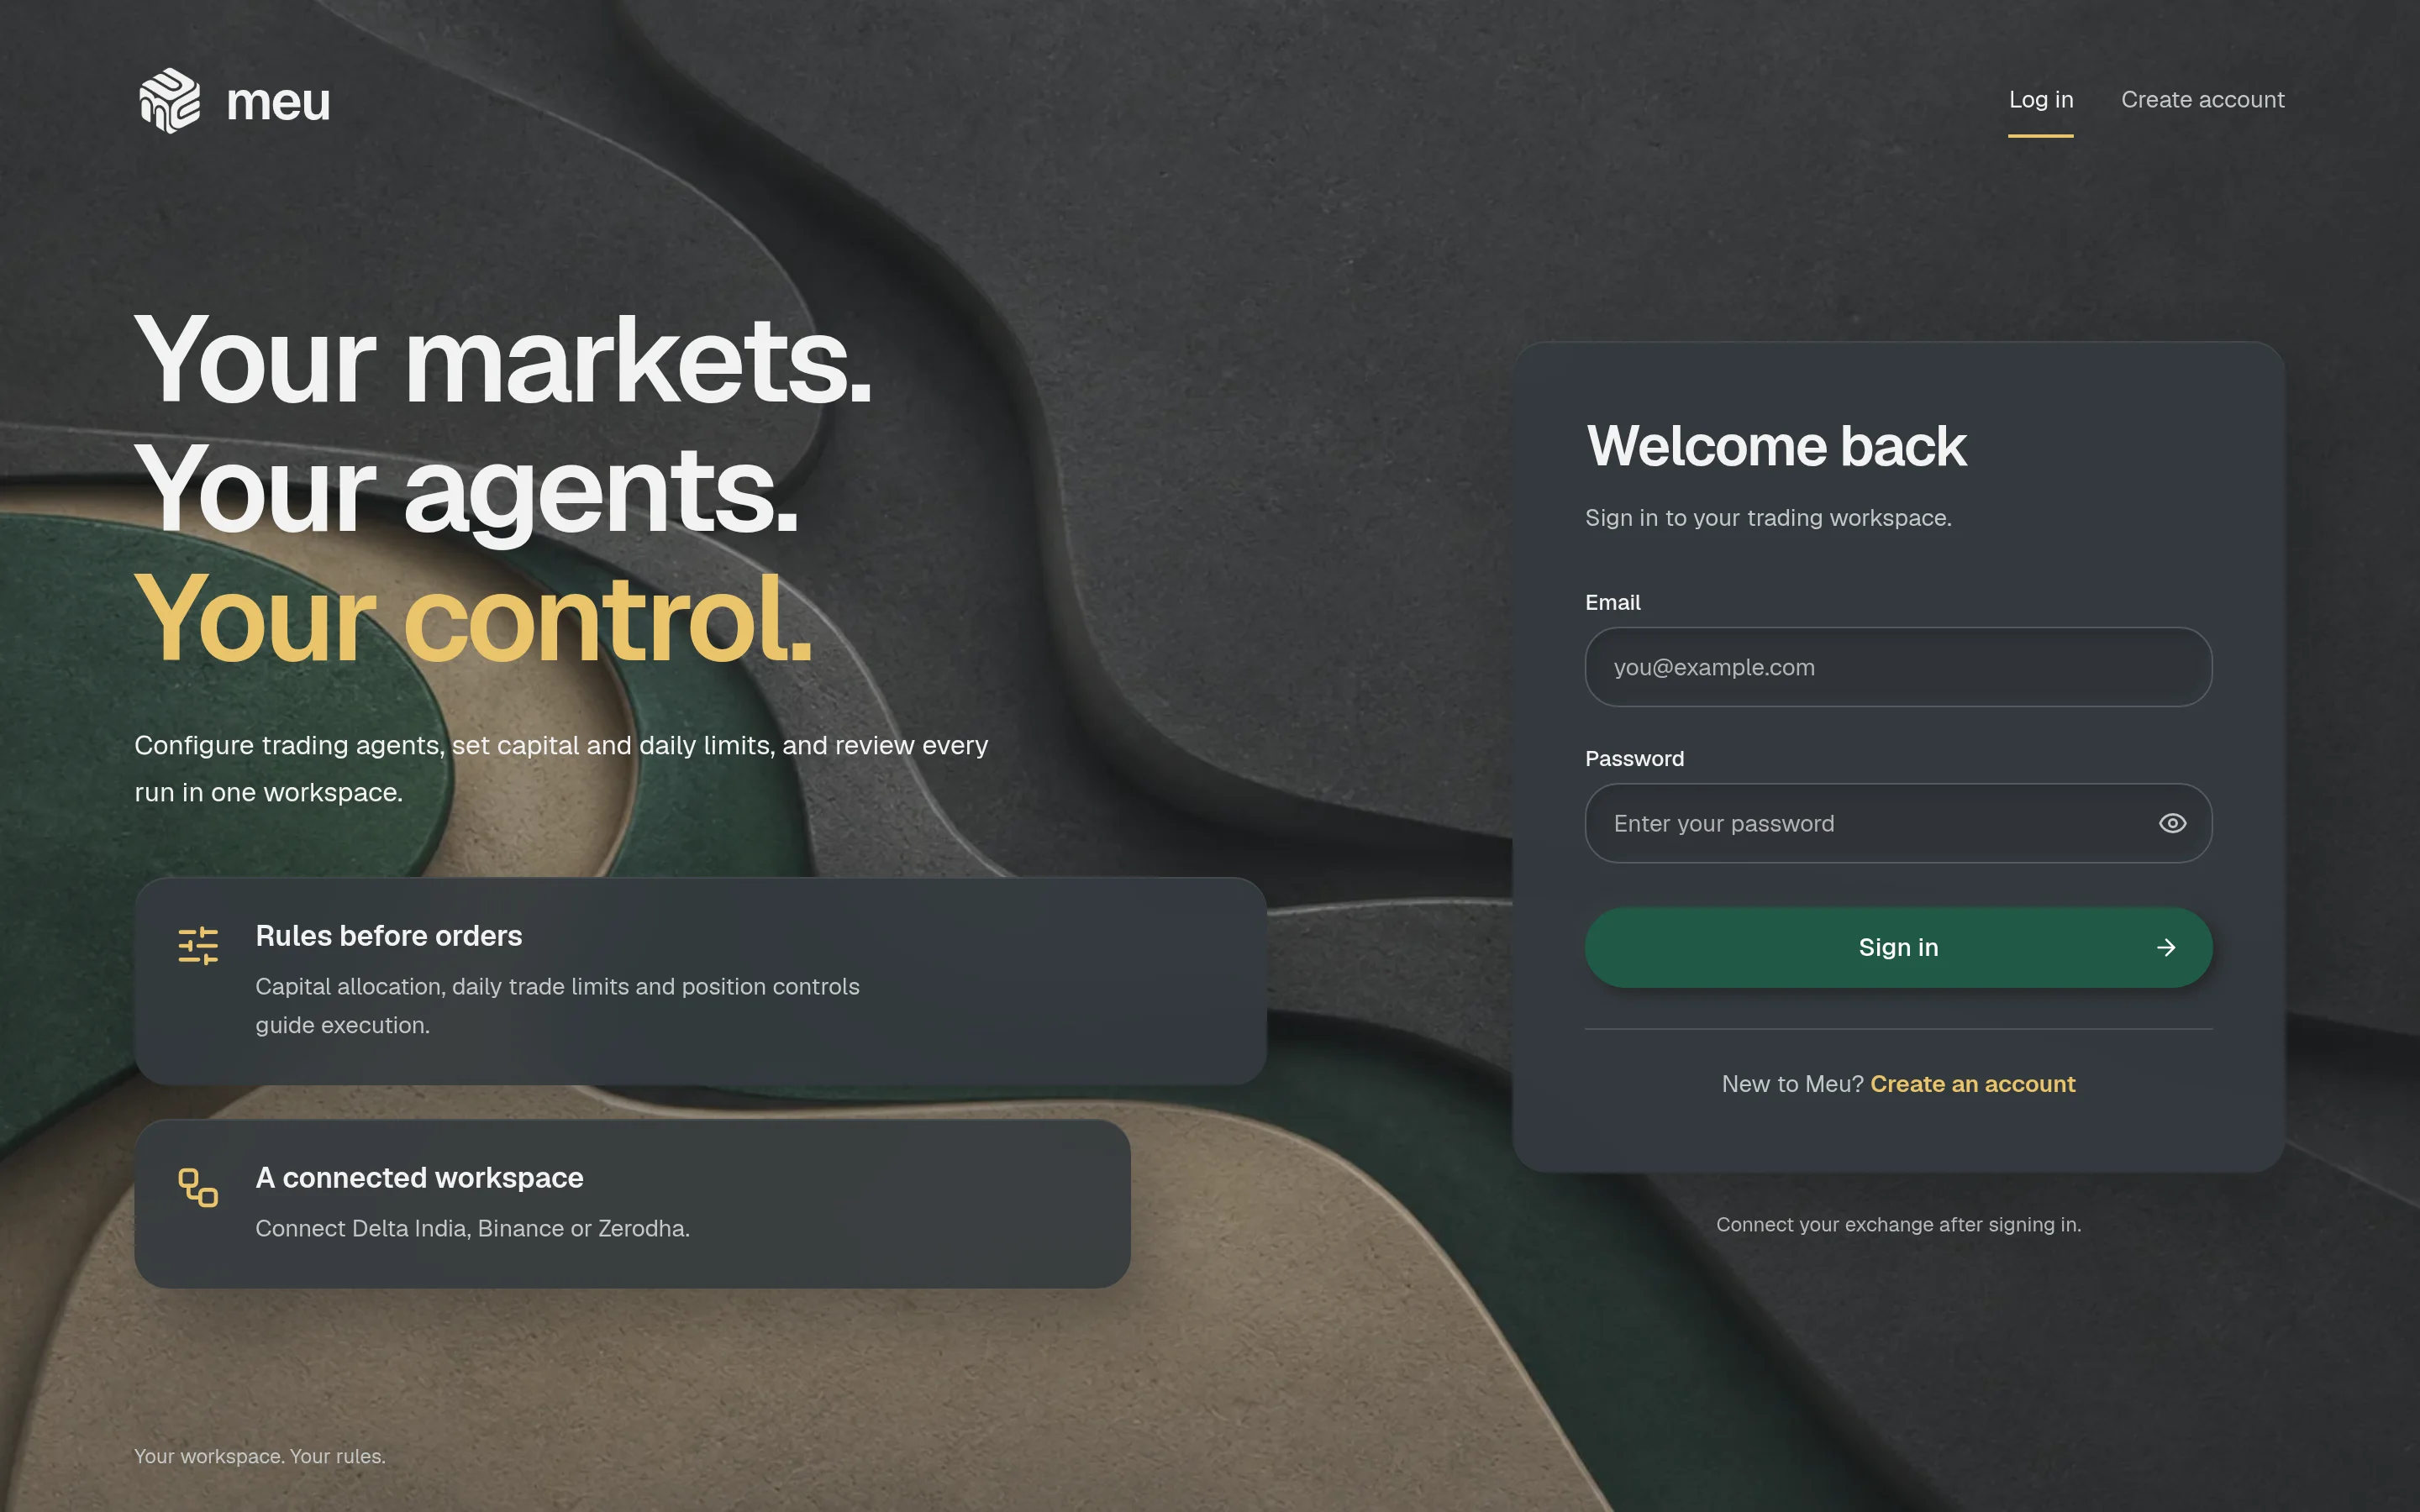 meu
Log in
Create account
Your markets.
Your agents.
Your control.
Configure trading agents, set capital and daily limits, and review every
run in one workspace.
Rules before orders
Capital allocation, daily trade limits and position controls
guide execution.
A connected workspace
Connect Delta India, Binance or Zerodha.
Your workspace. Your rules.
Welcome back
Sign in to your trading workspace.
Email
you@example.com
Password
Enter your password
Sign in
New to Meu? Create an account
Connect your exchange after signing in.